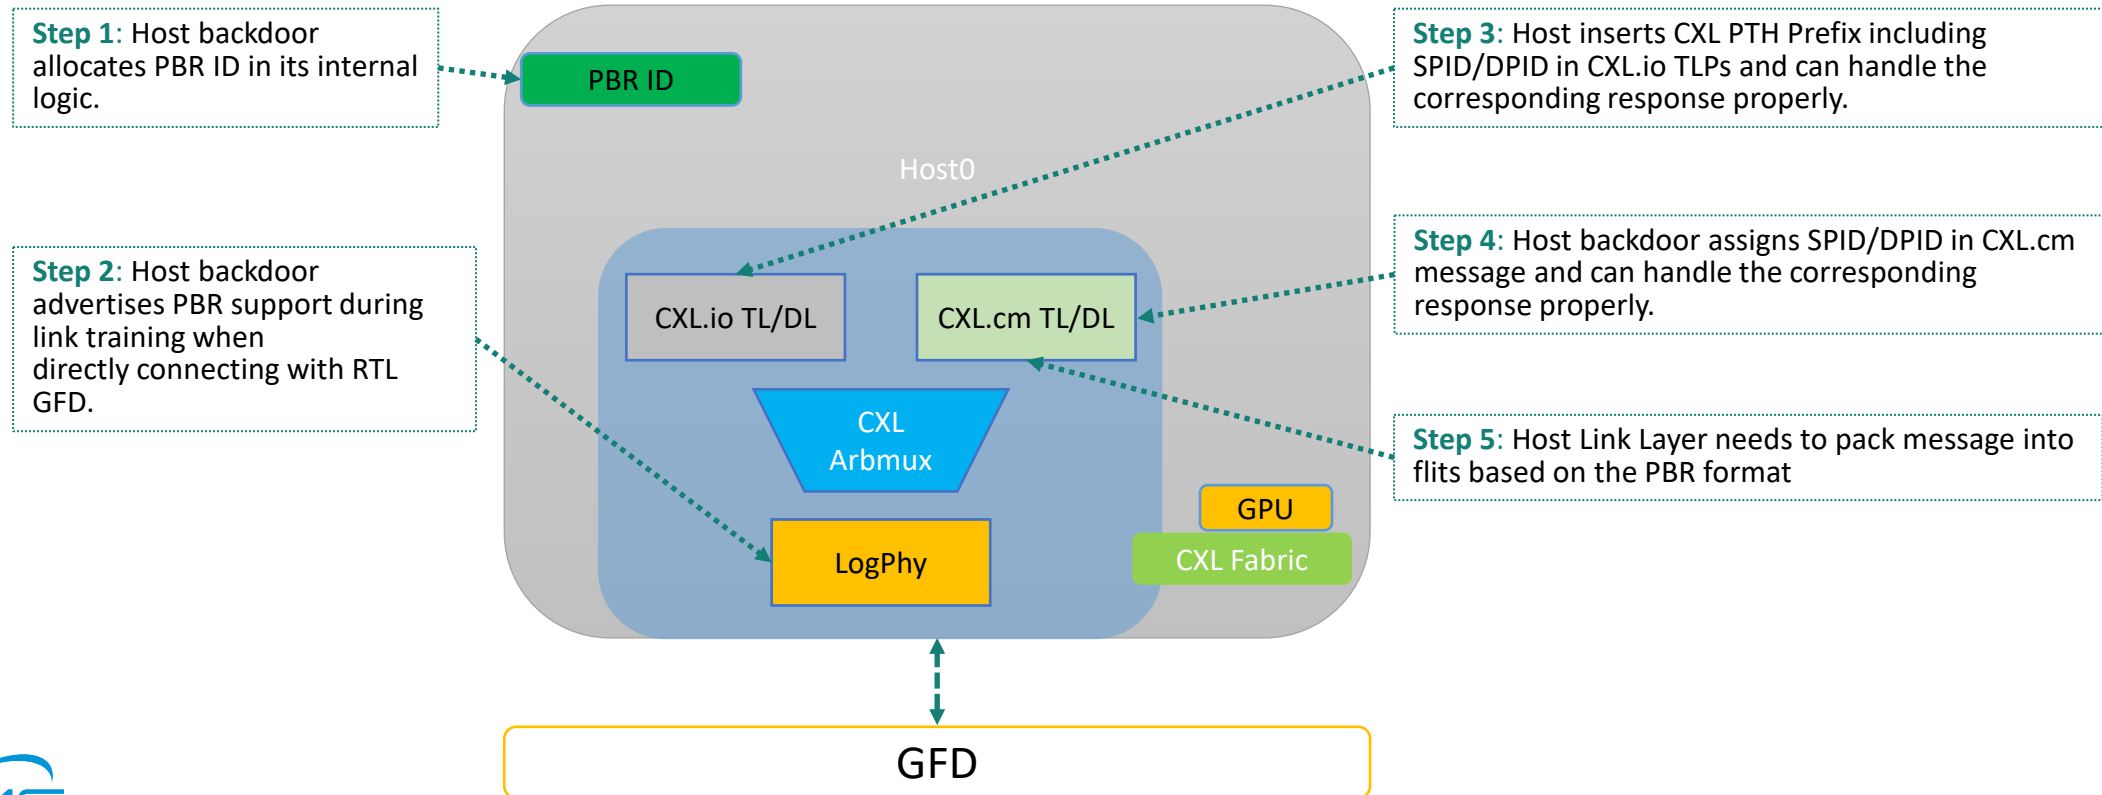 Step 1: Host backdoor
allocates PBR ID in its internal
logic.
PBR ID
Step 3: Host inserts CXL PTH Prefix including
SPID/DPID in CXL.io TLPs and can handle the
corresponding response properly.
Host0
Step 2: Host backdoor
advertises PBR support during
link training when
directly connecting with RTL
GFD.
CXL.io TL/DL
CXL.cm TL/DL
Step 4: Host backdoor assigns SPID/DPID in CXL.cm
message and can handle the corresponding
response properly.
CXL
Arbmux
Step 5: Host Link Layer needs to pack message into
flits based on the PBR format
GPU
CXL Fabric
LogPhy
GFD